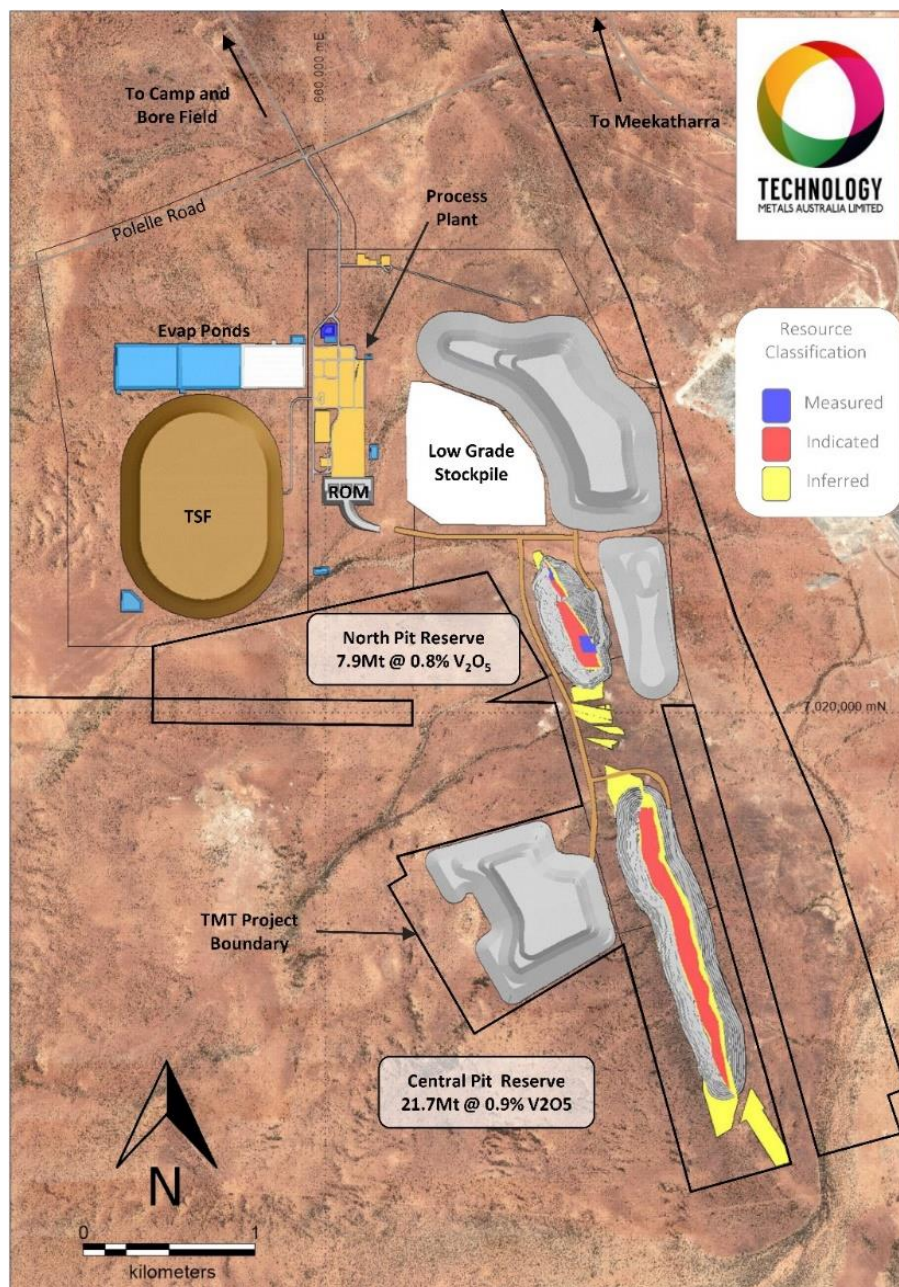 To Camp and
Bore Field
680,000 mE
To Meekatharra
TECHNOLOGY
METALS AUSTRALIA LIMITED
Process
Plant
Polelle Road
Evap Ponds
Resource
Classification
Measured
Indicated
Inferred
Low Grade
Stockpile
ROM
TSF
North Pit Reserve
7.9Mt @ 0.8% V₂O₅
7,020,000 mN
TMT Project
Boundary
Central Pit Reserve
21.7Mt @ 0.9% V2O5
N
0 1
kilometers